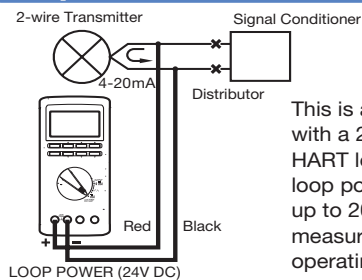 2-wire Transmitter
Signal Conditioner
4-20mA
Distributor
This is a
with a 2
HART l
loop po
up to 20
measur
operatin
Red
Black
+ −
LOOP POWER (24V DC)